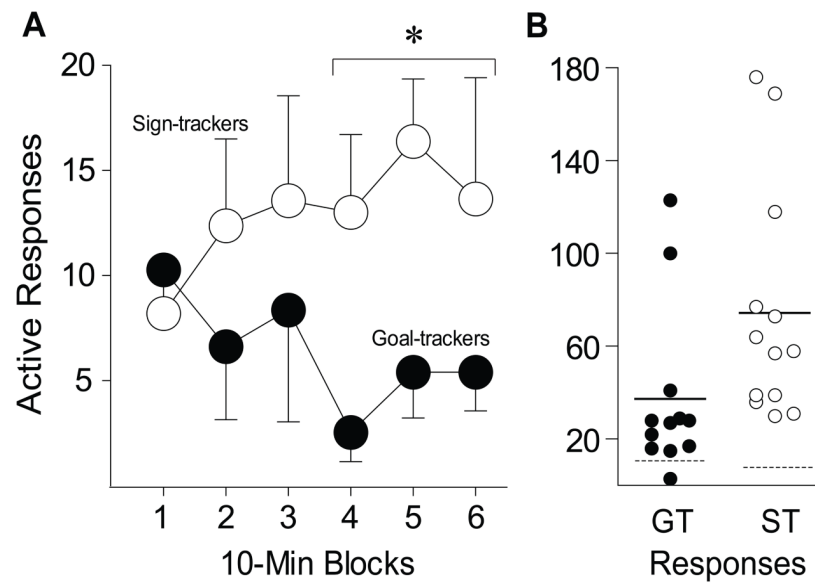 A
*
20
Sign-trackers
15
10
Goal-trackers
5
Active Responses
1 2 3 4 5 6
10-Min Blocks
B
180
140
100
60
20
GT ST
Responses